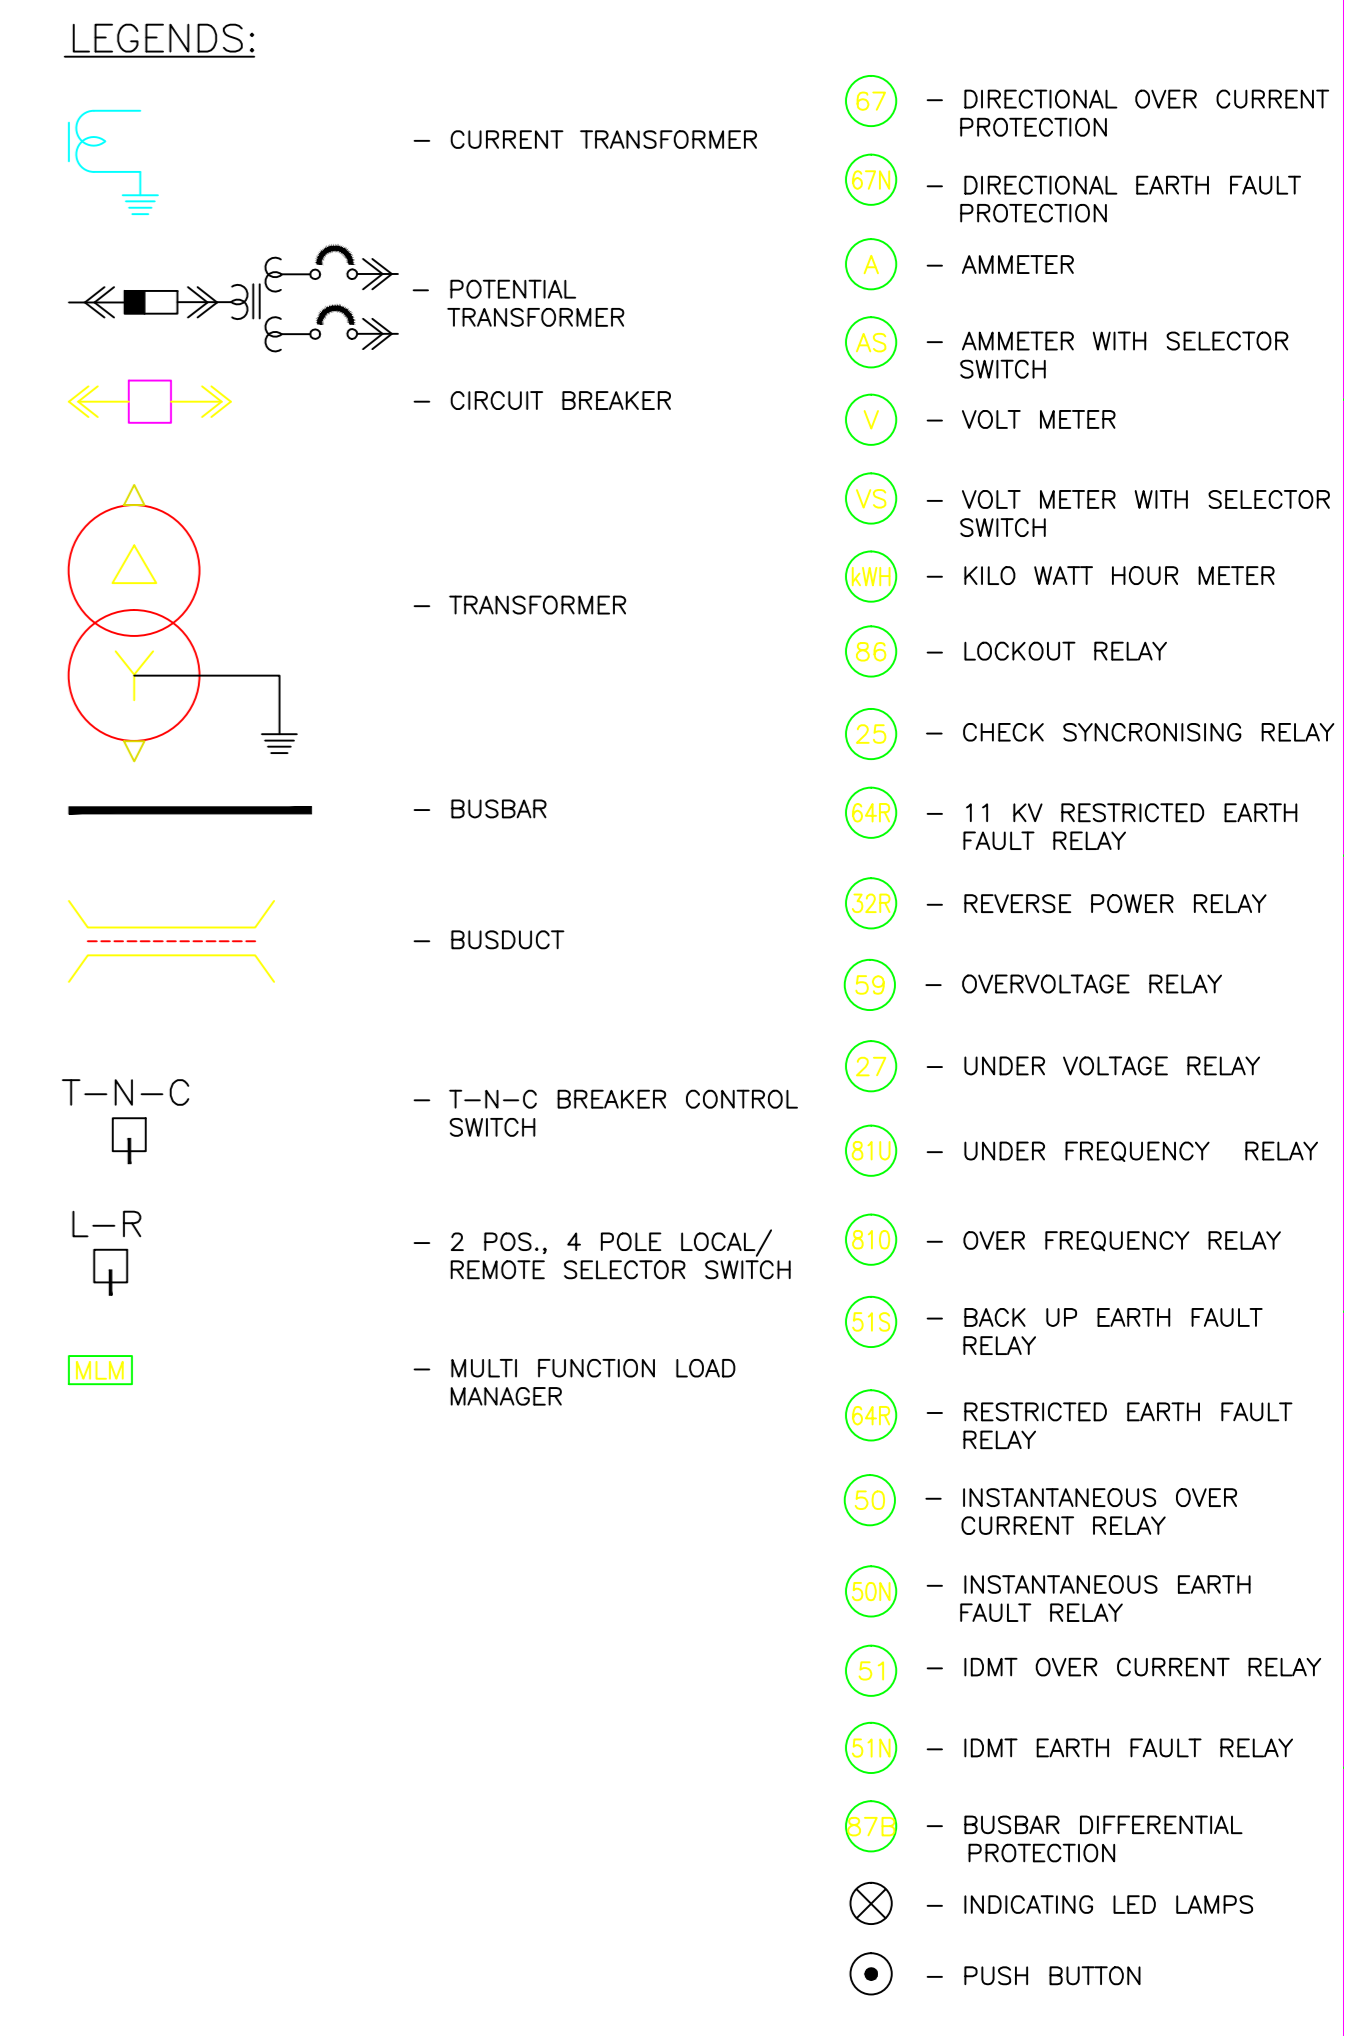 LEGENDS:
— CURRENT TRANSFORMER
— POTENTIAL
TRANSFORMER
— CIRCUIT BREAKER
— TRANSFORMER
— BUSBAR
— BUSDUCT
T—N—C
— T—N—C BREAKER CONTROL
SWITCH
L—R
— 2 POS., 4 POLE LOCAL/
REMOTE SELECTOR SWITCH
MLM — MULTI FUNCTION LOAD
MANAGER
67 — DIRECTIONAL OVER CURRENT
PROTECTION
67N — DIRECTIONAL EARTH FAULT
PROTECTION
A — AMMETER
AS — AMMETER WITH SELECTOR
SWITCH
V — VOLT METER
VS — VOLT METER WITH SELECTOR
SWITCH
kWH — KILO WATT HOUR METER
86 — LOCKOUT RELAY
25 — CHECK SYNCRONISING RELAY
64R — 11 KV RESTRICTED EARTH
FAULT RELAY
32R — REVERSE POWER RELAY
59 — OVERVOLTAGE RELAY
27 — UNDER VOLTAGE RELAY
81U — UNDER FREQUENCY RELAY
810 — OVER FREQUENCY RELAY
51S — BACK UP EARTH FAULT
RELAY
64R — RESTRICTED EARTH FAULT
RELAY
50 — INSTANTANEOUS OVER
CURRENT RELAY
50N — INSTANTANEOUS EARTH
FAULT RELAY
51 — IDMT OVER CURRENT RELAY
51N — IDMT EARTH FAULT RELAY
87B — BUSBAR DIFFERENTIAL
PROTECTION
— INDICATING LED LAMPS
— PUSH BUTTON